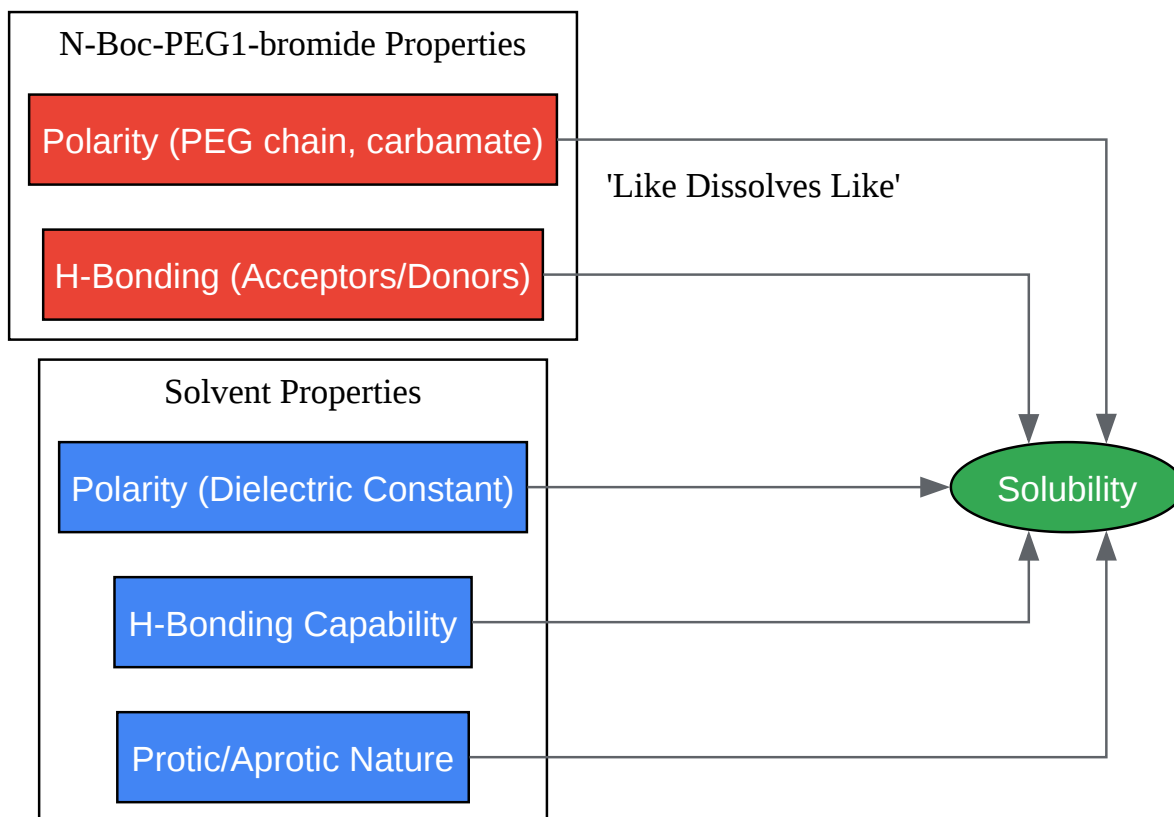 N-Boc-PEG1-bromide Properties
Polarity (PEG chain, carbamate)
'Like Dissolves Like'
H-Bonding (Acceptors/Donors)
Solvent Properties
Polarity (Dielectric Constant)
Solubility
H-Bonding Capability
Protic/Aprotic Nature